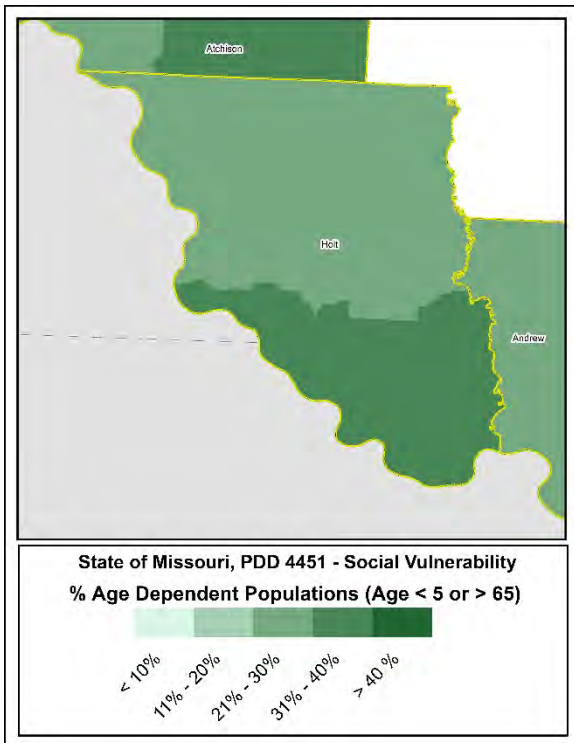 Atchison
Holt
Andrew
State of Missouri, PDD 4451 - Social Vulnerability
% Age Dependent Populations (Age < 5 or > 65)
< 10%
11% - 20%
21% - 30%
31% - 40%
> 40 %